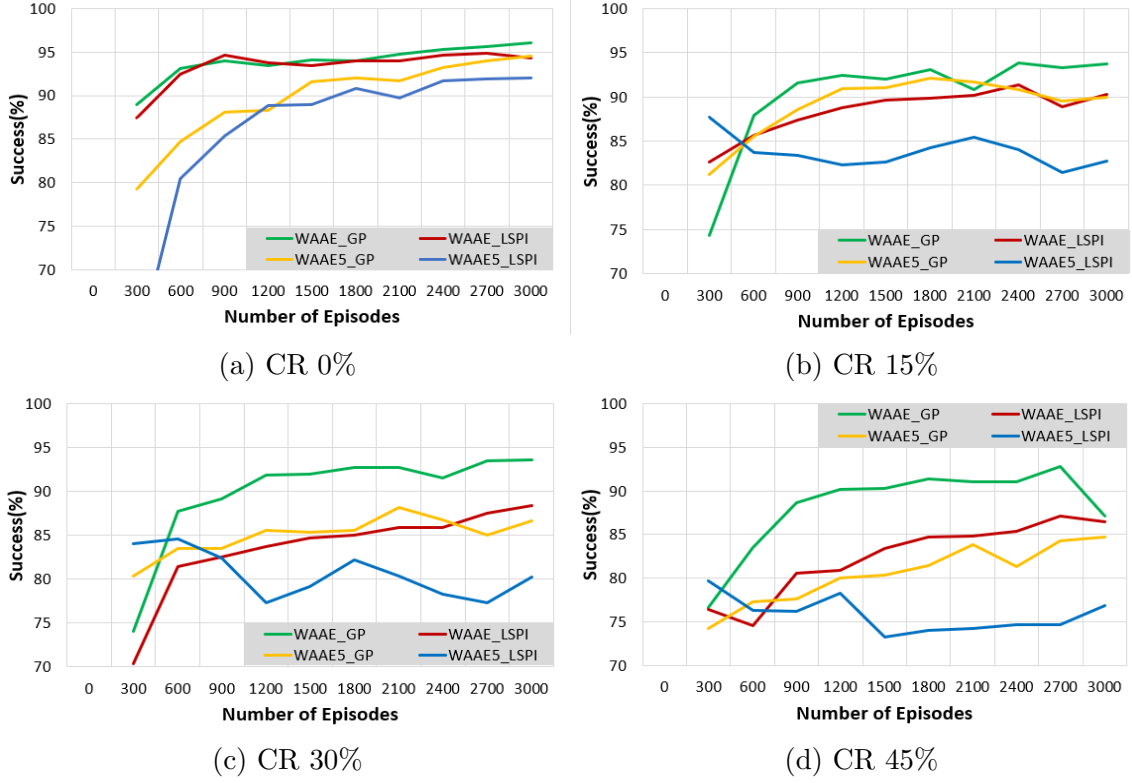 100
95
90
85
80
75
70
Success(%)
WAAE_GP WAAE_LSPI
WAAE5_GP WAAE5_LSPI
0 300 600 900 1200 1500 1800 2100 2400 2700 3000
Number of Episodes
(a) CR 0%
100
95
90
85
80
75
70
Success(%)
WAAE_GP WAAE_LSPI
WAAE5_GP WAAE5_LSPI
0 300 600 900 1200 1500 1800 2100 2400 2700 3000
Number of Episodes
(b) CR 15%
100
95
90
85
80
75
70
Success(%)
WAAE_GP WAAE_LSPI
WAAE5_GP WAAE5_LSPI
0 300 600 900 1200 1500 1800 2100 2400 2700 3000
Number of Episodes
(c) CR 30%
100
95
90
85
80
75
70
Success(%)
WAAE_GP WAAE_LSPI
WAAE5_GP WAAE5_LSPI
0 300 600 900 1200 1500 1800 2100 2400 2700 3000
Number of Episodes
(d) CR 45%